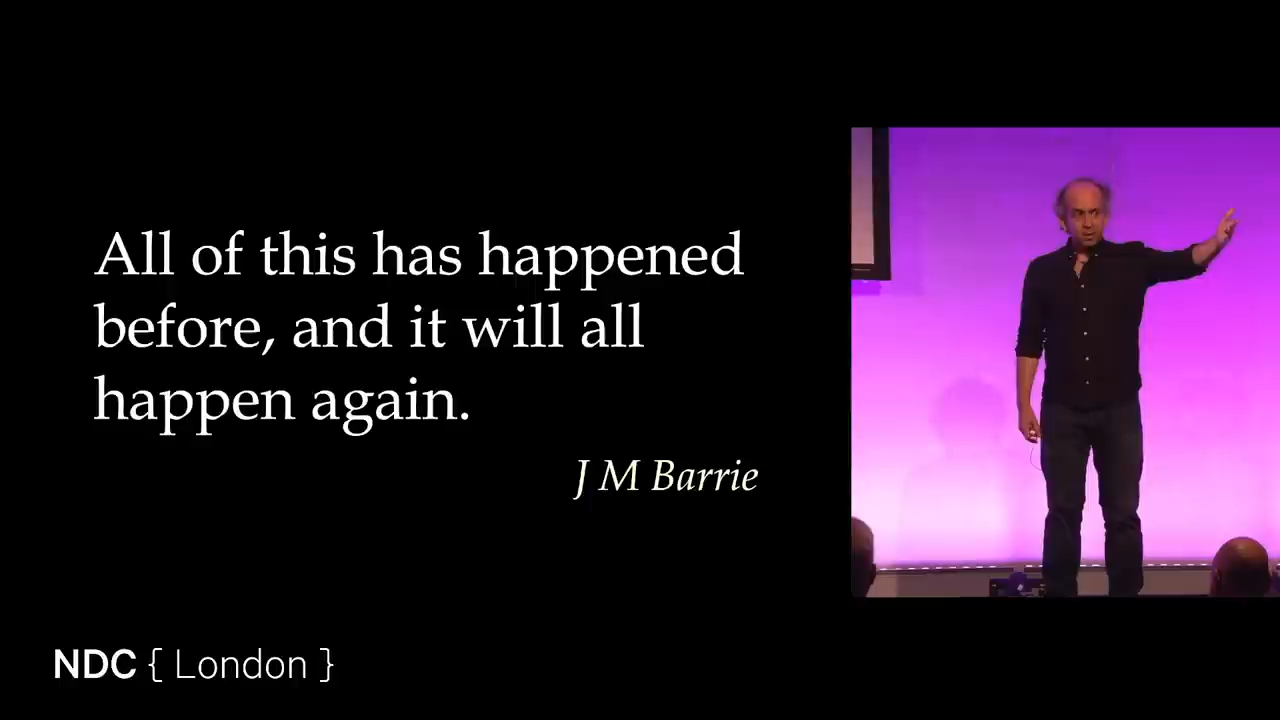 All of this has happened
before, and it will all
happen again.
J M Barrie
NDC { London }